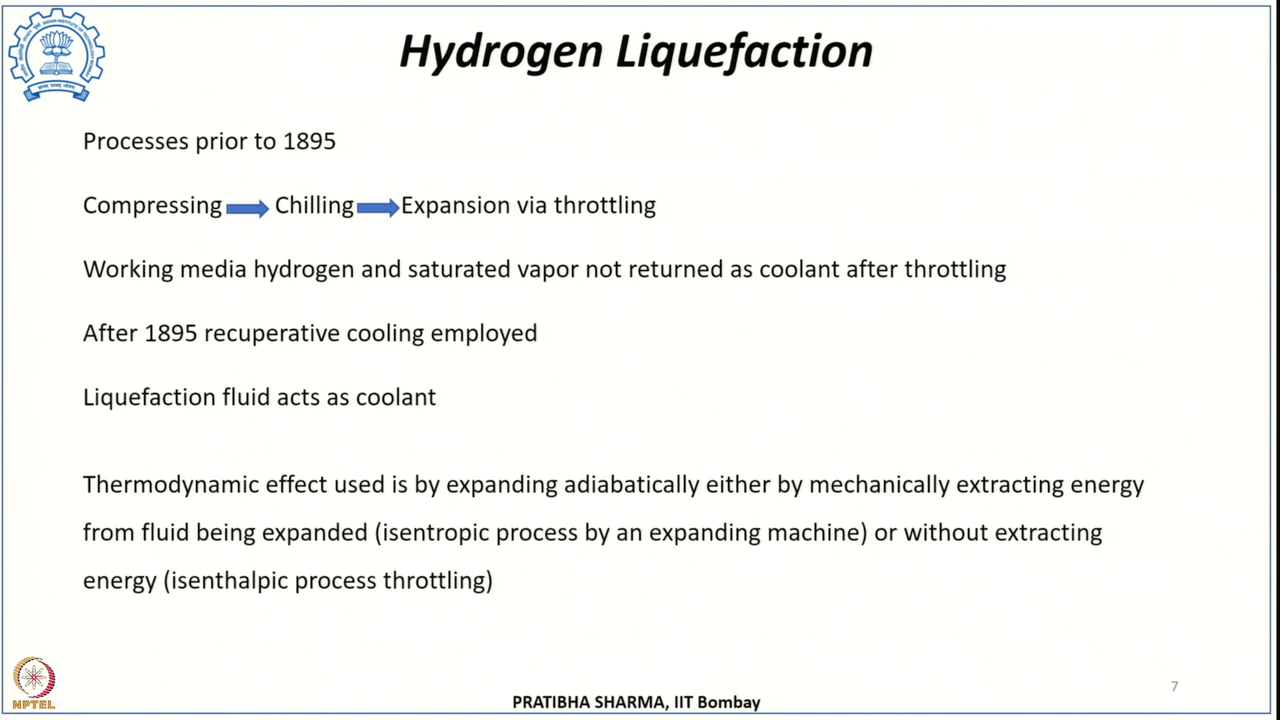 Hydrogen Liquefaction
Processes prior to 1895
Compressing Chilling Expansion via throttling
Working media hydrogen and saturated vapor not returned as coolant after throttling
After 1895 recuperative cooling employed
Liquefaction fluid acts as coolant
Thermodynamic effect used is by expanding adiabatically either by mechanically extracting energy
from fluid being expanded (isentropic process by an expanding machine) or without extracting
energy (isenthalpic process throttling)
7
NPTEL
PRATIBHA SHARMA, IIT Bombay